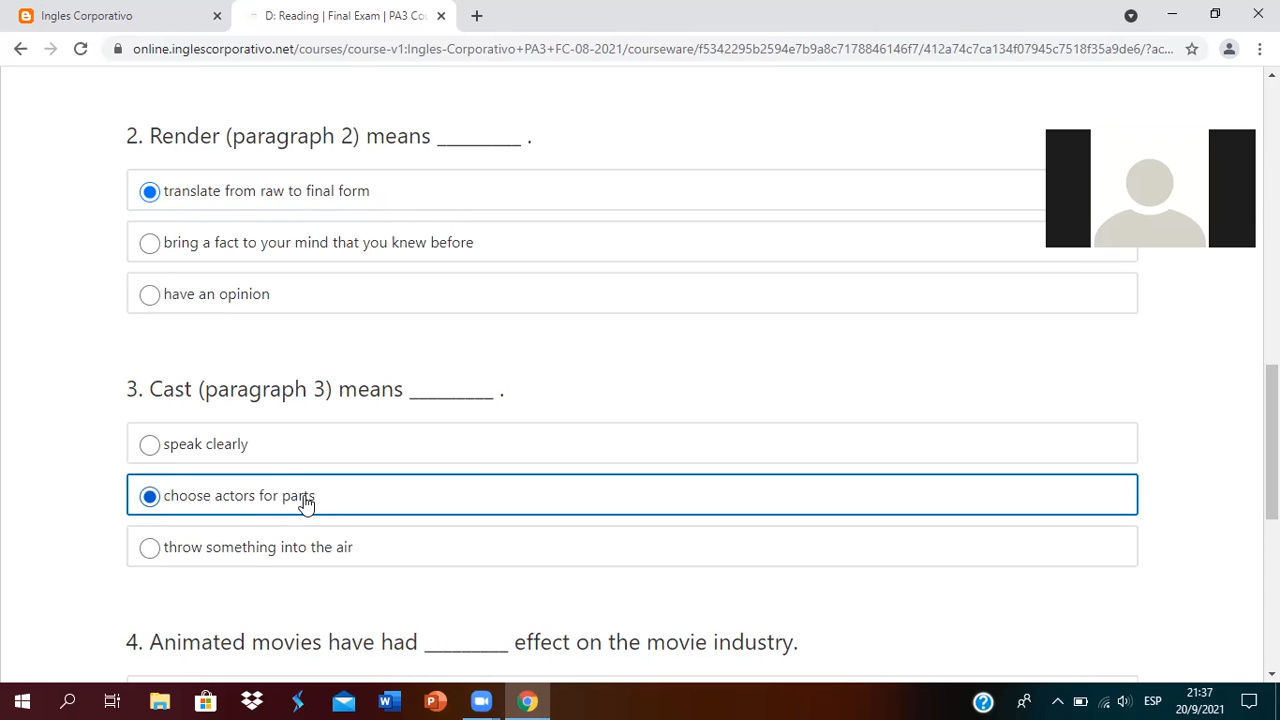 Ingles Corporativo
D: Reading | Final Exam | PA3 Cou
online.inglescorporativo.net/courses/course-v1:Ingles-Corporativo+PA3+FC-08-2021/courseware/f5342295b2594e7b9a8c7178846146f7/412a74c7ca134f07945c7518f35a9de6/?ac...
2. Render (paragraph 2) means _________ .
translate from raw to final form
bring a fact to your mind that you knew before
have an opinion
3. Cast (paragraph 3) means _________ .
speak clearly
choose actors for parts
throw something into the air
4. Animated movies have had _________ effect on the movie industry.
ESP
21:37
20/9/2021